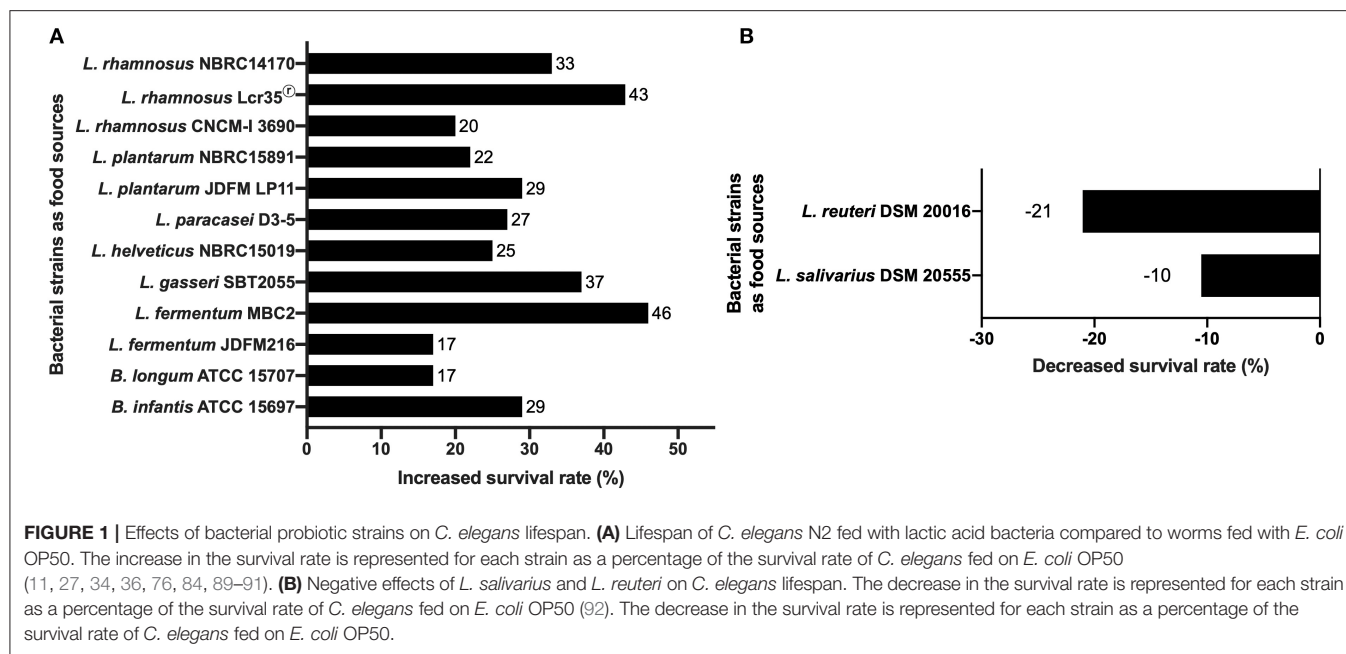 A
Bacterial strains as food sources
L. rhamnosus NBRC14170
33
L. rhamnosus Lcr35ⓡ
43
L. rhamnosus CNCM-I 3690
20
L. plantarum NBRC15891
22
L. plantarum JDFM LP11
29
L. paracasei D3-5
27
L. helveticus NBRC15019
25
L. gasseri SBT2055
37
L. fermentum MBC2
46
L. fermentum JDFM216
17
B. longum ATCC 15707
17
B. infantis ATCC 15697
29
0 10 20 30 40 50
Increased survival rate (%)
B
Bacterial strains
as food sources
L. reuteri DSM 20016
-21
L. salivarius DSM 20555
-10
-30 -20 -10 0
Decreased survival rate (%)
FIGURE 1 | Effects of bacterial probiotic strains on C. elegans lifespan. (A) Lifespan of C. elegans N2 fed with lactic acid bacteria compared to worms fed with E. coli
OP50. The increase in the survival rate is represented for each strain as a percentage of the survival rate of C. elegans fed on E. coli OP50
(11, 27, 34, 36, 76, 84, 89–91). (B) Negative effects of L. salivarius and L. reuteri on C. elegans lifespan. The decrease in the survival rate is represented for each strain
as a percentage of the survival rate of C. elegans fed on E. coli OP50 (92). The decrease in the survival rate is represented for each strain as a percentage of the
survival rate of C. elegans fed on E. coli OP50.